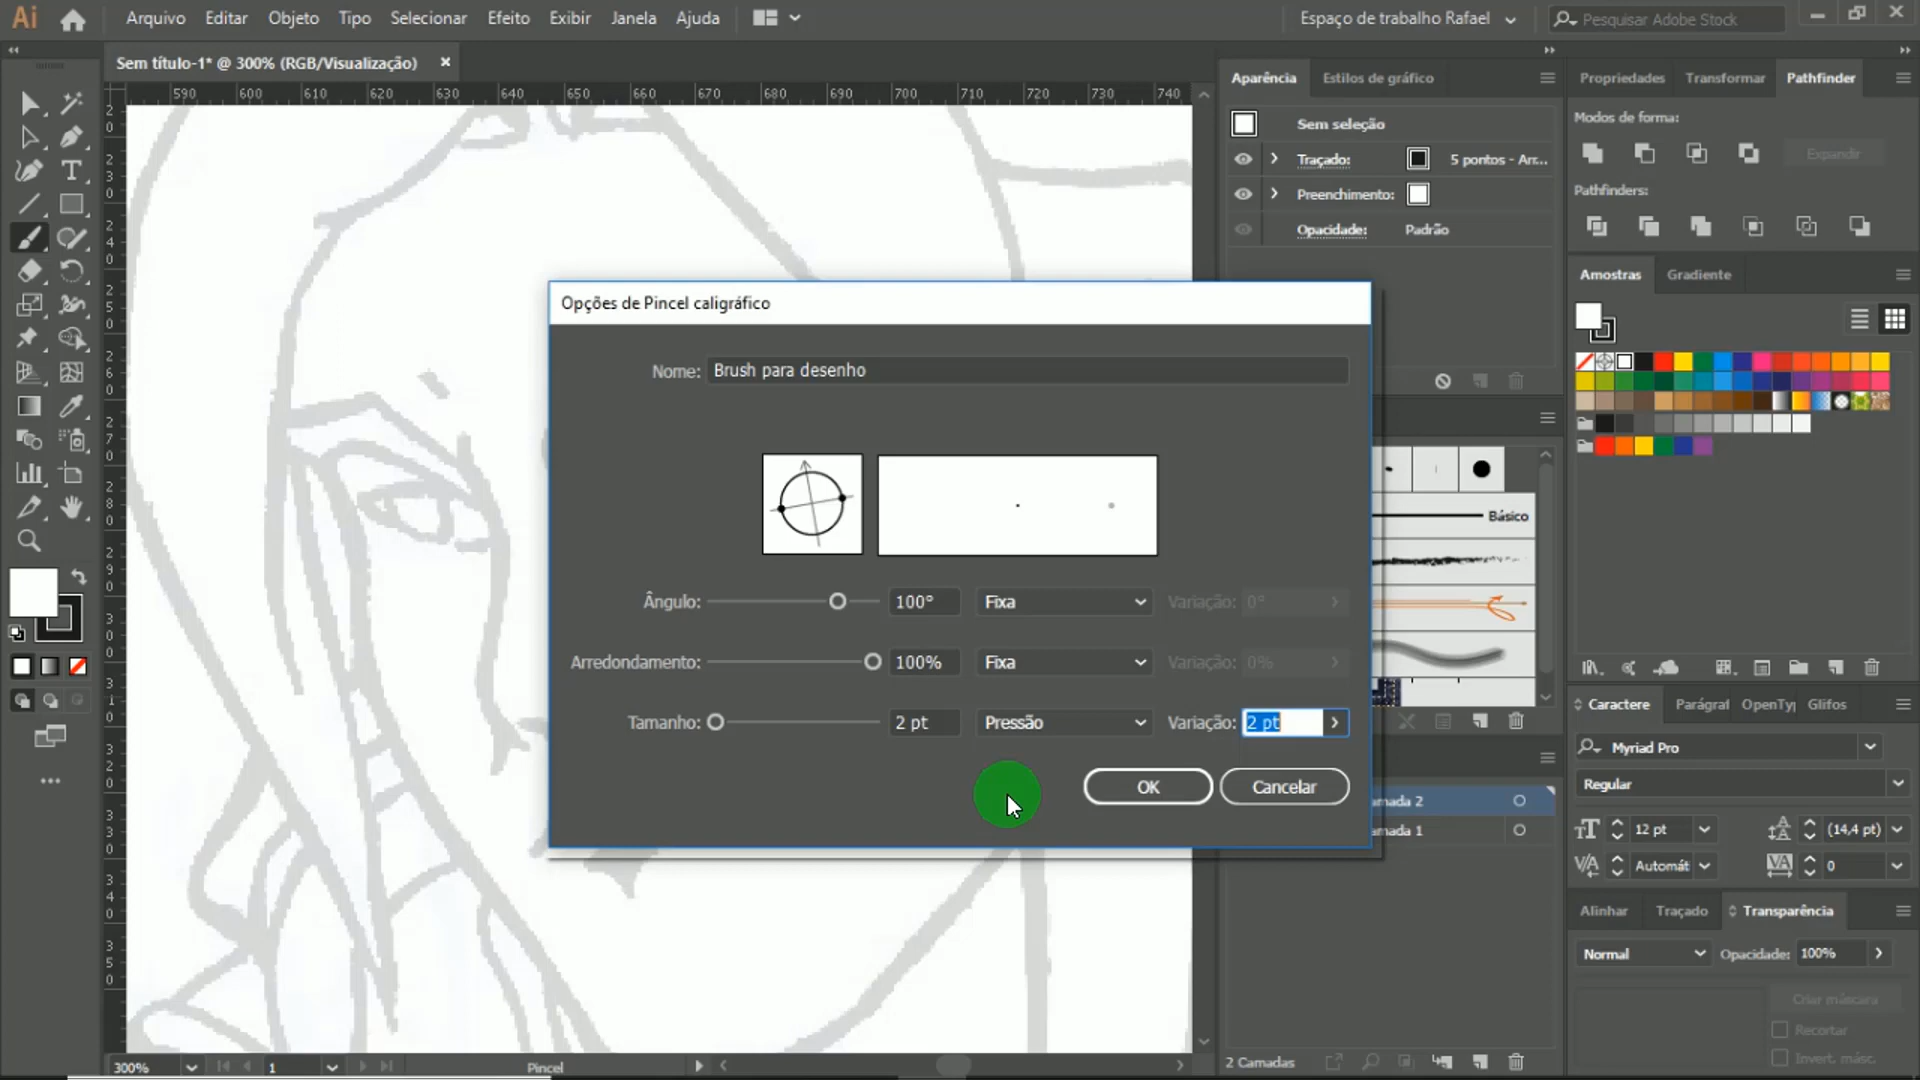 Ai Arquivo Editar Objeto Tipo Selecionar Efeito Exibir Janela Ajuda Espaço de trabalho Rafael Pesquisar Adobe Stock
Sem título-1* @ 300% (RGB/Visualização)
590 600 610 620 630 640 650 660 670 680 690 700 710 720 730 740
Aparência Estilos de gráfico
Sem seleção
Traçado: 5 pontos - Arr...
Preenchimento:
Opacidade: Padrão
Propriedades Transformar Pathfinder
Modos de forma:
Expandir
Pathfinders:
Amostras Gradiente
Opções de Pincel caligráfico
Nome: Brush para desenho
Ângulo: 100° Fixa Variação: 0°
Arredondamento: 100% Fixa Variação: 0%
Tamanho: 2 pt Pressão Variação: 2 pt
OK Cancelar
Básico
amada 2
amada 1
2 Camadas
Caractere Parágraf OpenTy Glifos
Myriad Pro
Regular
12 pt (14,4 pt)
Automát 0
Alinhar Traçado Transparência
Normal Opacidade: 100%
Criar máscara
Recortar
Invert. másc.
300% 1 Pincel